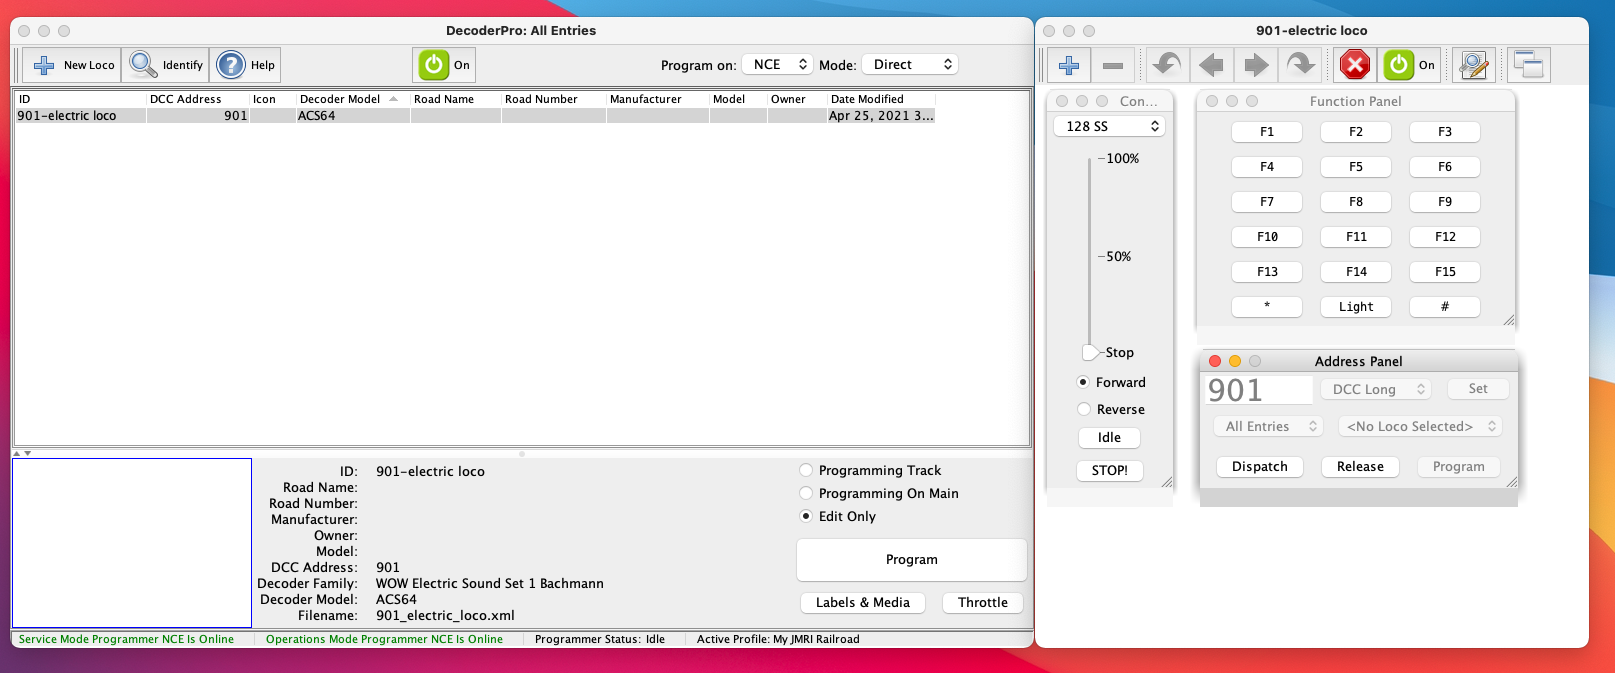 DecoderPro: All Entries
New Loco Identify Help On Program on: NCE Mode: Direct
ID DCC Address Icon Decoder Model Road Name Road Number Manufacturer Model Owner Date Modified
901-electric loco 901 ACS64 Apr 25, 2021 3...
ID: 901-electric loco
Road Name:
Road Number:
Manufacturer:
Owner:
Model:
DCC Address: 901
Decoder Family: WOW Electric Sound Set 1 Bachmann
Decoder Model: ACS64
Filename: 901_electric_loco.xml
Programming Track
Programming On Main
Edit Only
Program
Labels & Media Throttle
Service Mode Programmer NCE Is Online Operations Mode Programmer NCE Is Online Programmer Status: Idle Active Profile: My JMRI Railroad
901-electric loco
On
Con...
128 SS
100%
50%
Stop
Forward
Reverse
Idle
STOP!
Function Panel
F1 F2 F3
F4 F5 F6
F7 F8 F9
F10 F11 F12
F13 F14 F15
* Light #
Address Panel
901 DCC Long Set
All Entries <No Loco Selected>
Dispatch Release Program